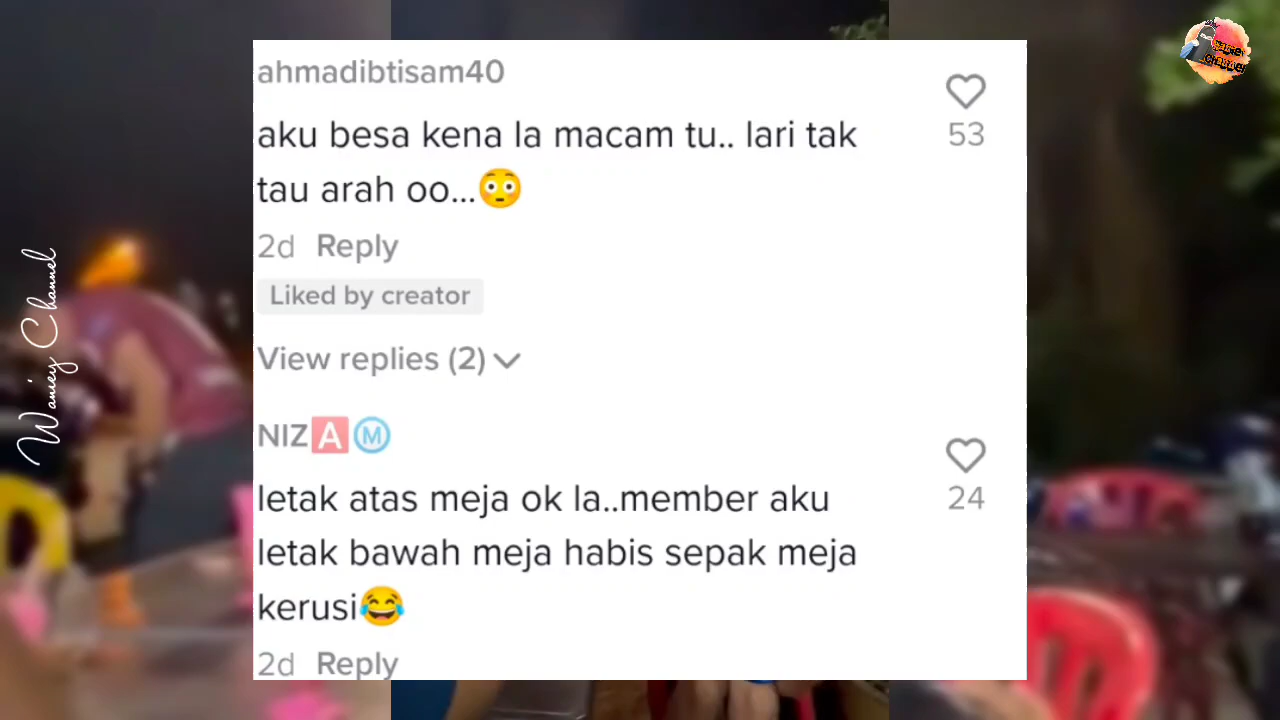 ahmadibtisam40
aku besa kena la macam tu.. lari tak
tau arah oo...😳
53
2d Reply
Liked by creator
View replies (2)
NIZ🅰Ⓜ
letak atas meja ok la..member aku
letak bawah meja habis sepak meja
kerusi😂
24
2d Reply
Waniey Channel